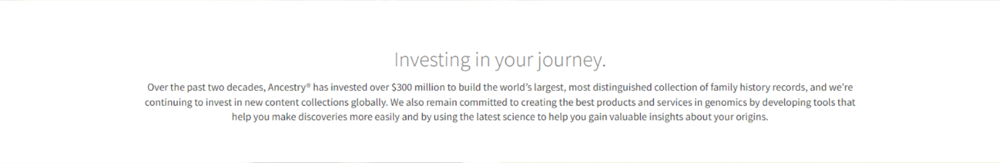 Investing in your journey.
Over the past two decades, Ancestry® has invested over $300 million to build the world’s largest, most distinguished collection of family history records, and we’re
continuing to invest in new content collections globally. We also remain committed to creating the best products and services in genomics by developing tools that
help you make discoveries more easily and by using the latest science to help you gain valuable insights about your origins.